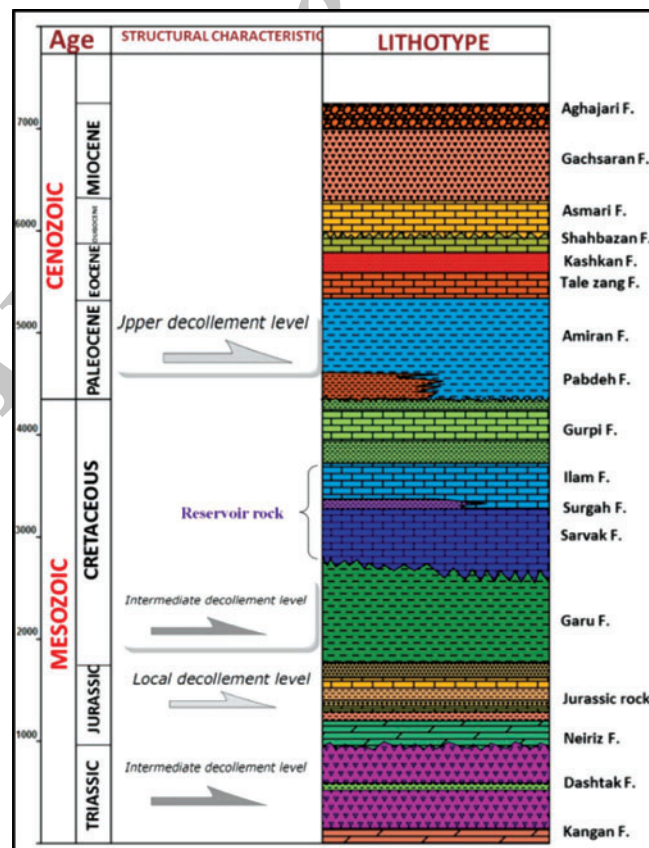 Age
STRUCTURAL CHARACTERISTIC
LITHOTYPE
7000
6000
5000
4000
3000
2000
1000
CENOZOIC
MESOZOIC
MIOCENE
OLIGOCENE
EOCENE
PALEOCENE
CRETACEOUS
JURASSIC
TRIASSIC
Jpper decollement level
Reservoir rock
Intermediate decollement level
Local decollement level
Intermediate decollement level
Aghajari F.
Gachsaran F.
Asmari F.
Shahbazan F.
Kashkan F.
Tale zang F.
Amiran F.
Pabdeh F.
Gurpi F.
Ilam F.
Surgah F.
Sarvak F.
Garu F.
Jurassic rock
Neiriz F.
Dashtak F.
Kangan F.